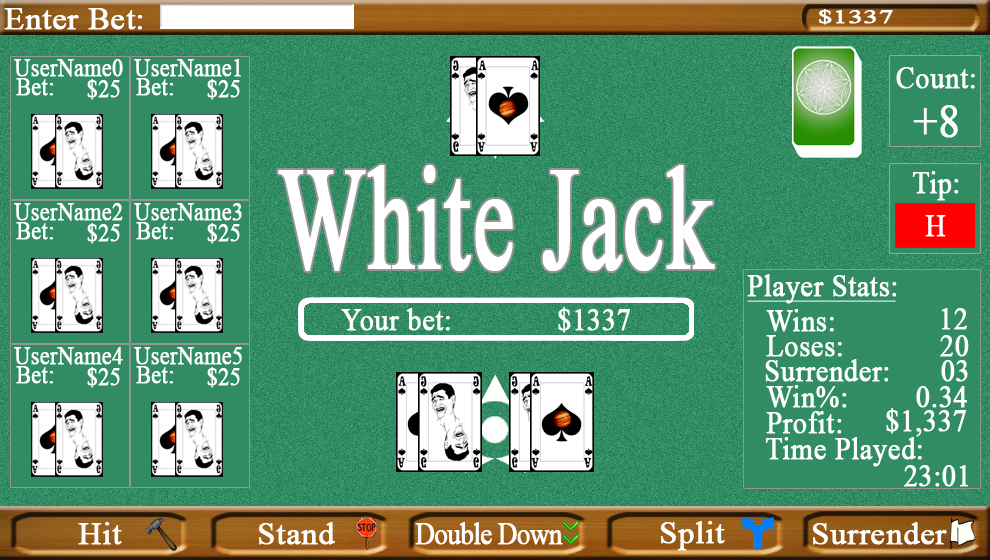 Enter Bet:
$1337
UserName0
Bet: $25
UserName1
Bet: $25
UserName2
Bet: $25
UserName3
Bet: $25
UserName4
Bet: $25
UserName5
Bet: $25
White Jack
Your bet: $1337
Count:
+8
Tip:
H
Player Stats:
Wins: 12
Loses: 20
Surrender: 03
Win%: 0.34
Profit: $1,337
Time Played:
23:01
Hit
Stand
STOP
Double Down
Split
Surrender